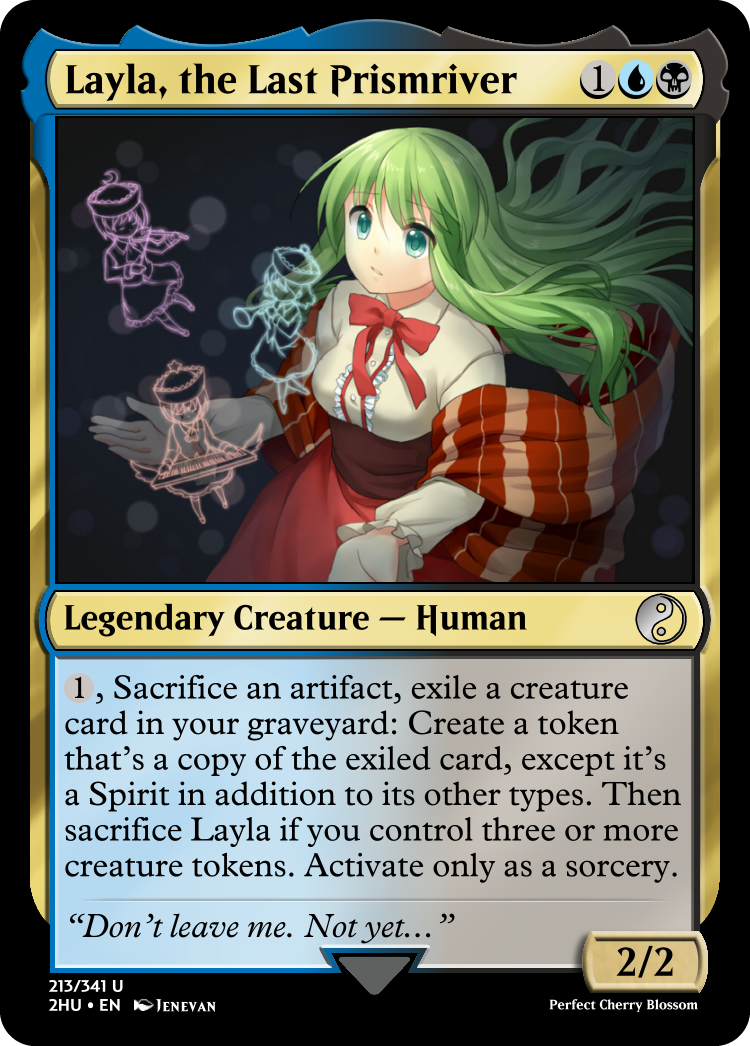 Layla, the Last Prismriver 1
Legendary Creature — Human
1, Sacrifice an artifact, exile a creature
card in your graveyard: Create a token
that's a copy of the exiled card, except it's
a Spirit in addition to its other types. Then
sacrifice Layla if you control three or more
creature tokens. Activate only as a sorcery.
“Don't leave me. Not yet…”
2/2
213/341 U
2HU • EN Jenevan
Perfect Cherry Blossom